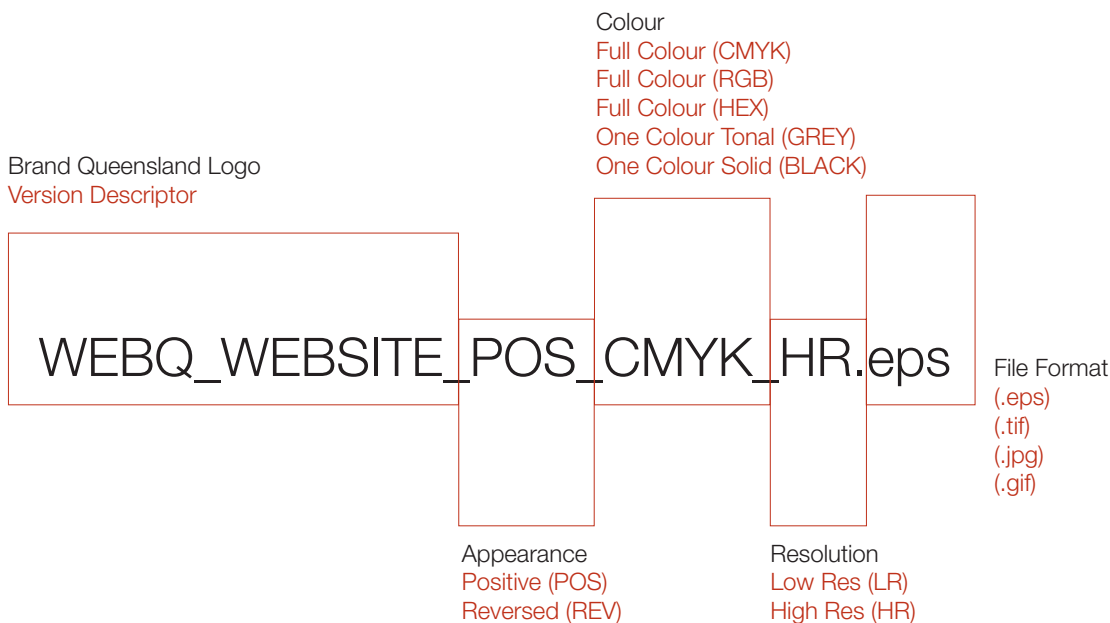 Colour
Full Colour (CMYK)
Full Colour (RGB)
Full Colour (HEX)
One Colour Tonal (GREY)
One Colour Solid (BLACK)
Brand Queensland Logo
Version Descriptor
WEBQ_WEBSITE_POS_CMYK_HR.eps
File Format
(.eps)
(.tif)
(.jpg)
(.gif)
Appearance
Positive (POS)
Reversed (REV)
Resolution
Low Res (LR)
High Res (HR)